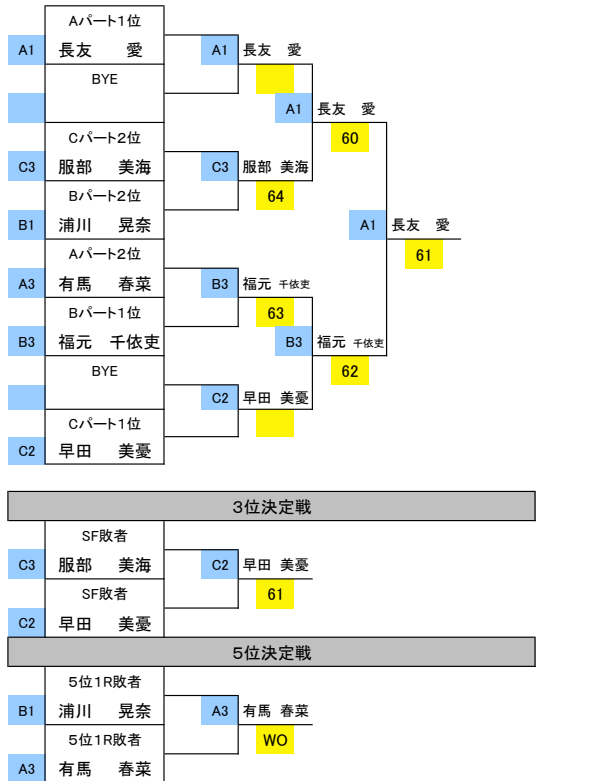 Aパート1位
A1 長友 愛 A1 長友 愛
BYE
A1 長友 愛
Cパート2位 60
C3 服部 美海 C3 服部 美海
Bパート2位 64
B1 浦川 晃奈 A1 長友 愛
Aパート2位 61
A3 有馬 春菜 B3 福元 千依吏
Bパート1位 63
B3 福元 千依吏 B3 福元 千依吏
BYE 62
C2 早田 美憂
Cパート1位
C2 早田 美憂
3位決定戦
SF敗者
C3 服部 美海 C2 早田 美憂
SF敗者 61
C2 早田 美憂
5位決定戦
5位1R敗者
B1 浦川 晃奈 A3 有馬 春菜
5位1R敗者 WO
A3 有馬 春菜